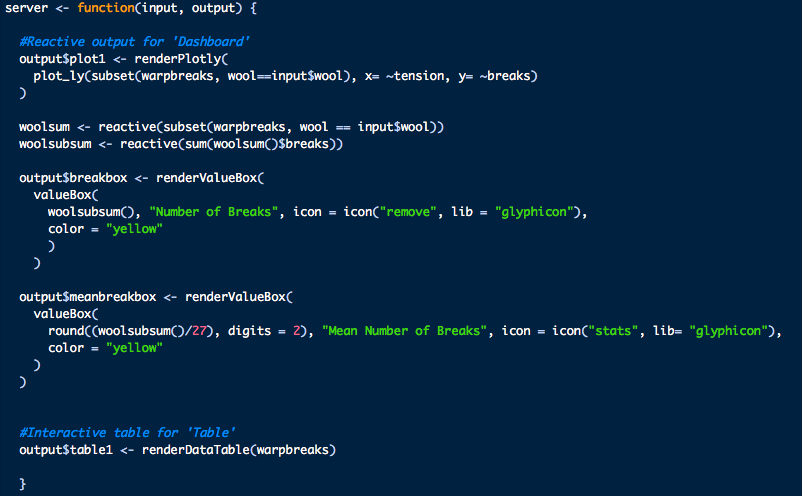 server <- function(input, output) {
#Reactive output for 'Dashboard'
output$plot1 <- renderPlotly(
plot_ly(subset(warpbreaks, wool==input$wool), x= ~tension, y= ~breaks)
)
woolsum <- reactive(subset(warpbreaks, wool == input$wool))
woolsubsum <- reactive(sum(woolsum()$breaks))
output$breakbox <- renderValueBox(
valueBox(
woolsubsum(), "Number of Breaks", icon = icon("remove", lib = "glyphicon"),
color = "yellow"
)
)
output$meanbreakbox <- renderValueBox(
valueBox(
round((woolsubsum()/27), digits = 2), "Mean Number of Breaks", icon = icon("stats", lib= "glyphicon"),
color = "yellow"
)
)
#Interactive table for 'Table'
output$table1 <- renderDataTable(warpbreaks)
}